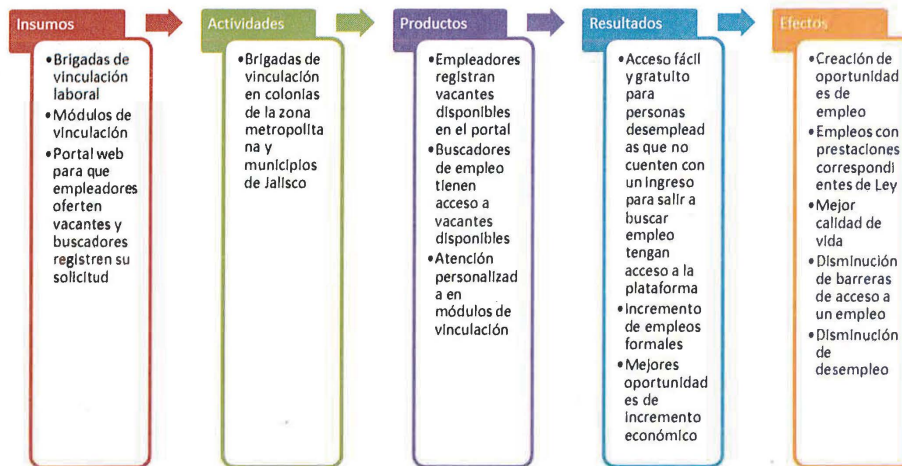 Insumos
•Brigadas de
vinculación
laboral
•Módulos de
vinculación
•Portal web
para que
empleadores
oferten
vacantes y
buscadores
registren su
solicitud
Actividades
•Brigadas de
vinculación
en colonias
de la zona
metropolita
na y
municipios
de Jalisco
Productos
•Empleadores
registran
vacantes
disponibles
en el portal
•Buscadores
de empleo
tienen
acceso a
vacantes
disponibles
•Atención
personalizad
a en
módulos de
vinculación
Resultados
•Acceso fácil
y gratuito
para
personas
desemplead
as que no
cuenten con
un ingreso
para salir a
buscar
empleo
tengan
acceso a la
plataforma
•Incremento
de empleos
formales
•Mejores
oportunidad
es de
incremento
económico
Efectos
•Creación de
oportunidad
es de
empleo
•Empleos con
prestaciones
correspondi
entes de Ley
•Mejor
calidad de
vida
•Disminución
de barreras
de acceso a
un empleo
•Disminución
de
desempleo